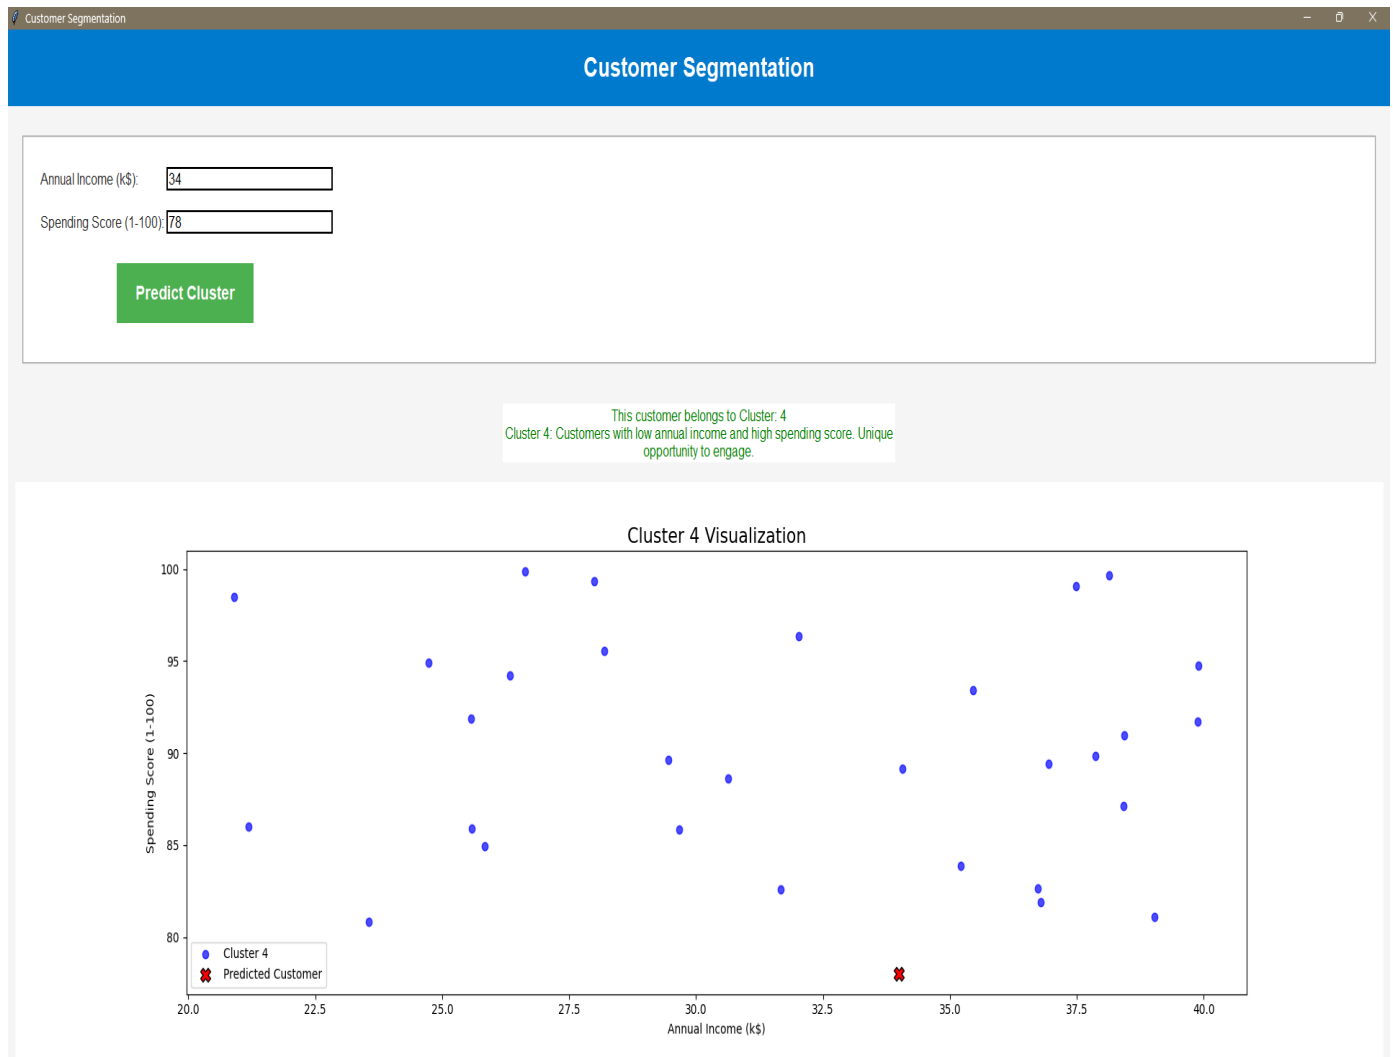 Customer Segmentation
Customer Segmentation
Annual Income (k$): 34
Spending Score (1-100): 78
Predict Cluster
This customer belongs to Cluster: 4
Cluster 4: Customers with low annual income and high spending score. Unique
opportunity to engage.
Cluster 4 Visualization
100
95
90
85
80
Spending Score (1-100)
Cluster 4
Predicted Customer
20.0 22.5 25.0 27.5 30.0 32.5 35.0 37.5 40.0
Annual Income (k$)